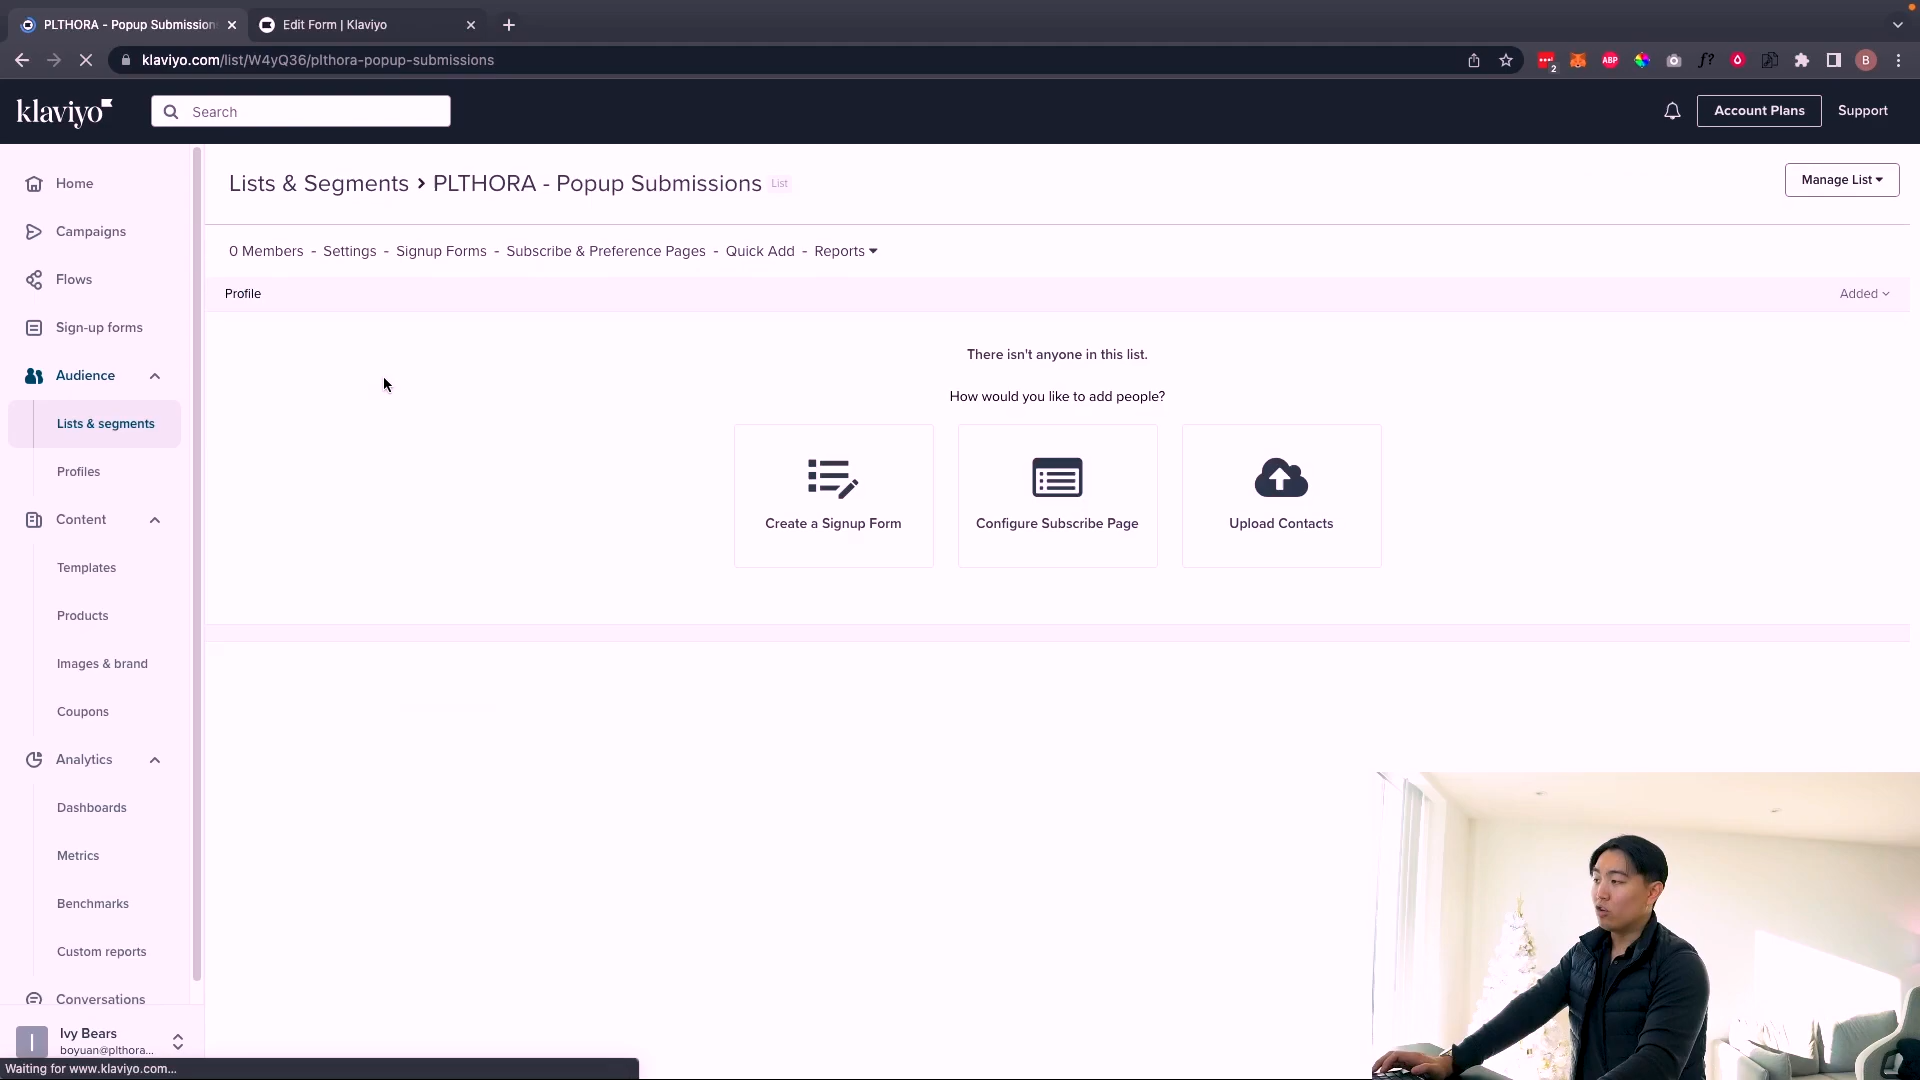 PLTHORA - Popup Submission
Edit Form | Klaviyo
klaviyo.com/list/W4yQ36/plthora-popup-submissions
2
ABP
f?
B
klaviyo
Search
Account Plans
Support
Home
Campaigns
Flows
Sign-up forms
Audience
Lists & segments
Profiles
Content
Templates
Products
Images & brand
Coupons
Analytics
Dashboards
Metrics
Benchmarks
Custom reports
Conversations
I
Ivy Bears
boyuan@plthora...
Waiting for www.klaviyo.com...
Lists & Segments › PLTHORA - Popup Submissions List
Manage List
0 Members - Settings - Signup Forms - Subscribe & Preference Pages - Quick Add - Reports
Profile
Added
There isn't anyone in this list.
How would you like to add people?
Create a Signup Form
Configure Subscribe Page
Upload Contacts